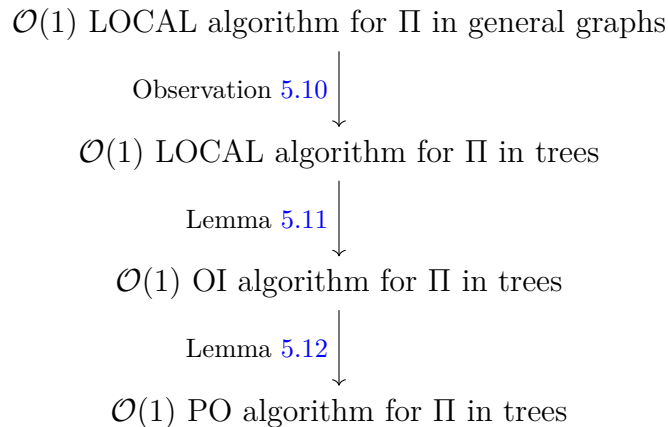 𝒪(1) LOCAL algorithm for Π in general graphs
Observation 5.10
𝒪(1) LOCAL algorithm for Π in trees
Lemma 5.11
𝒪(1) OI algorithm for Π in trees
Lemma 5.12
𝒪(1) PO algorithm for Π in trees